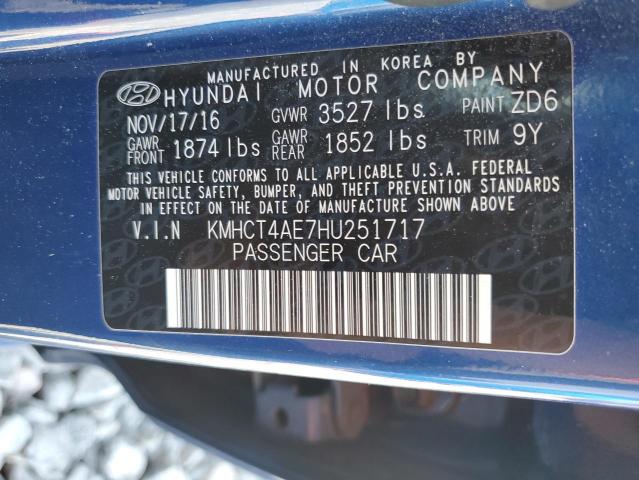 MANUFACTURED IN KOREA BY
HYUNDAI MOTOR COMPANY
NOV/17/16 GVWR 3527 lbs PAINT ZD6
GAWR FRONT 1874 lbs GAWR REAR 1852 lbs TRIM 9Y
THIS VEHICLE CONFORMS TO ALL APPLICABLE U.S.A. FEDERAL
MOTOR VEHICLE SAFETY, BUMPER, AND THEFT PREVENTION STANDARDS
IN EFFECT ON THE DATE OF MANUFACTURE SHOWN ABOVE
V.I.N KMHCT4AE7HU251717
PASSENGER CAR